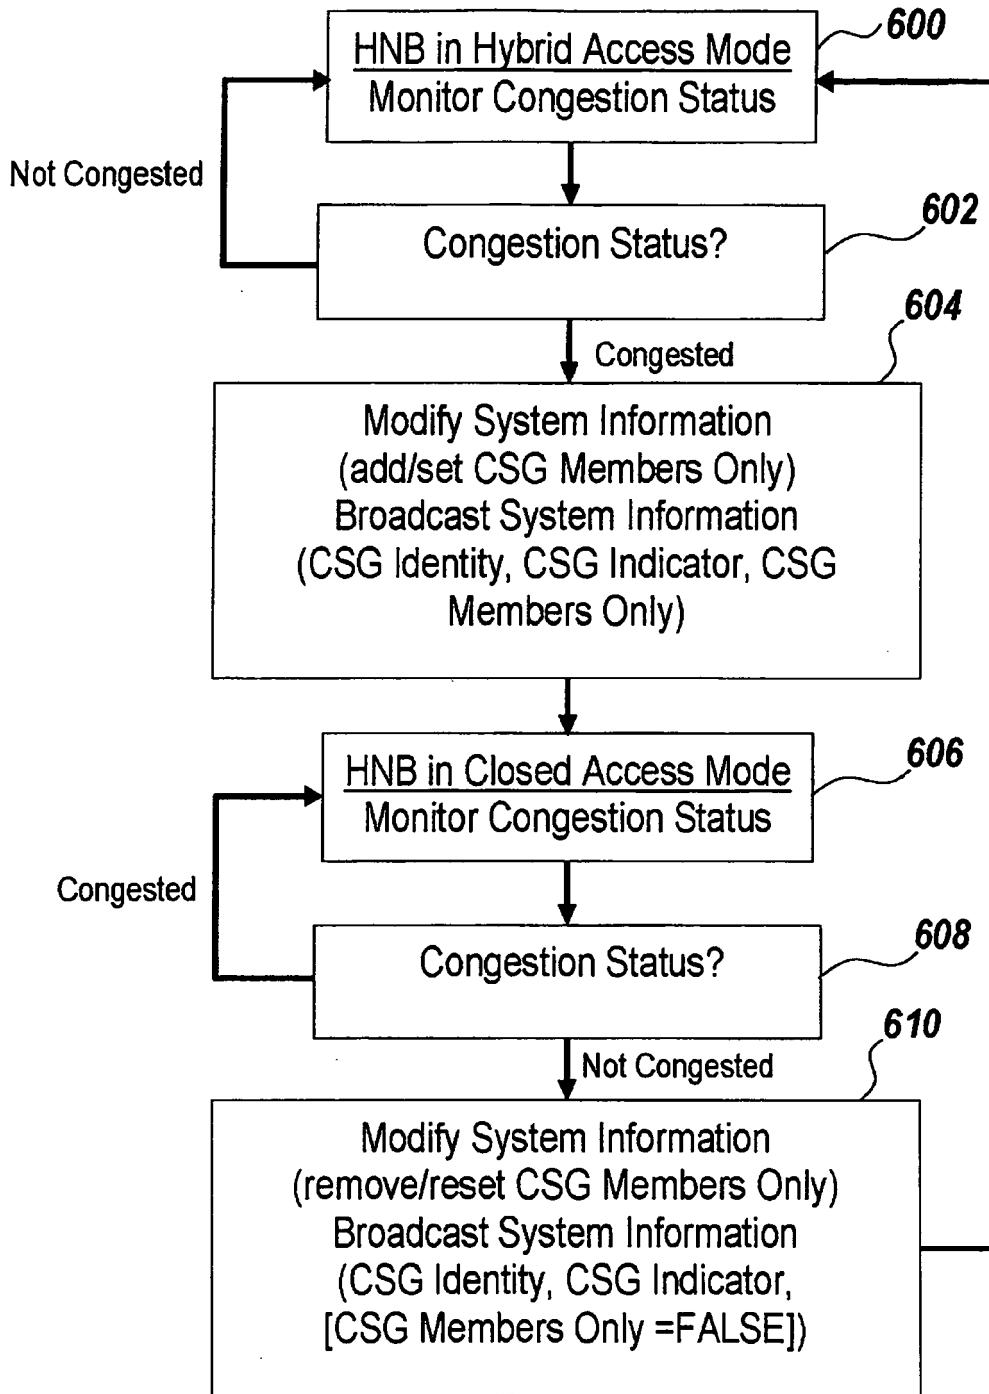 600
HNB in Hybrid Access Mode
Monitor Congestion Status
Not Congested
602
Congestion Status?
604
Congested
Modify System Information
(add/set CSG Members Only)
Broadcast System Information
(CSG Identity, CSG Indicator, CSG
Members Only)
606
HNB in Closed Access Mode
Monitor Congestion Status
Congested
608
Congestion Status?
610
Not Congested
Modify System Information
(remove/reset CSG Members Only)
Broadcast System Information
(CSG Identity, CSG Indicator,
[CSG Members Only =FALSE])